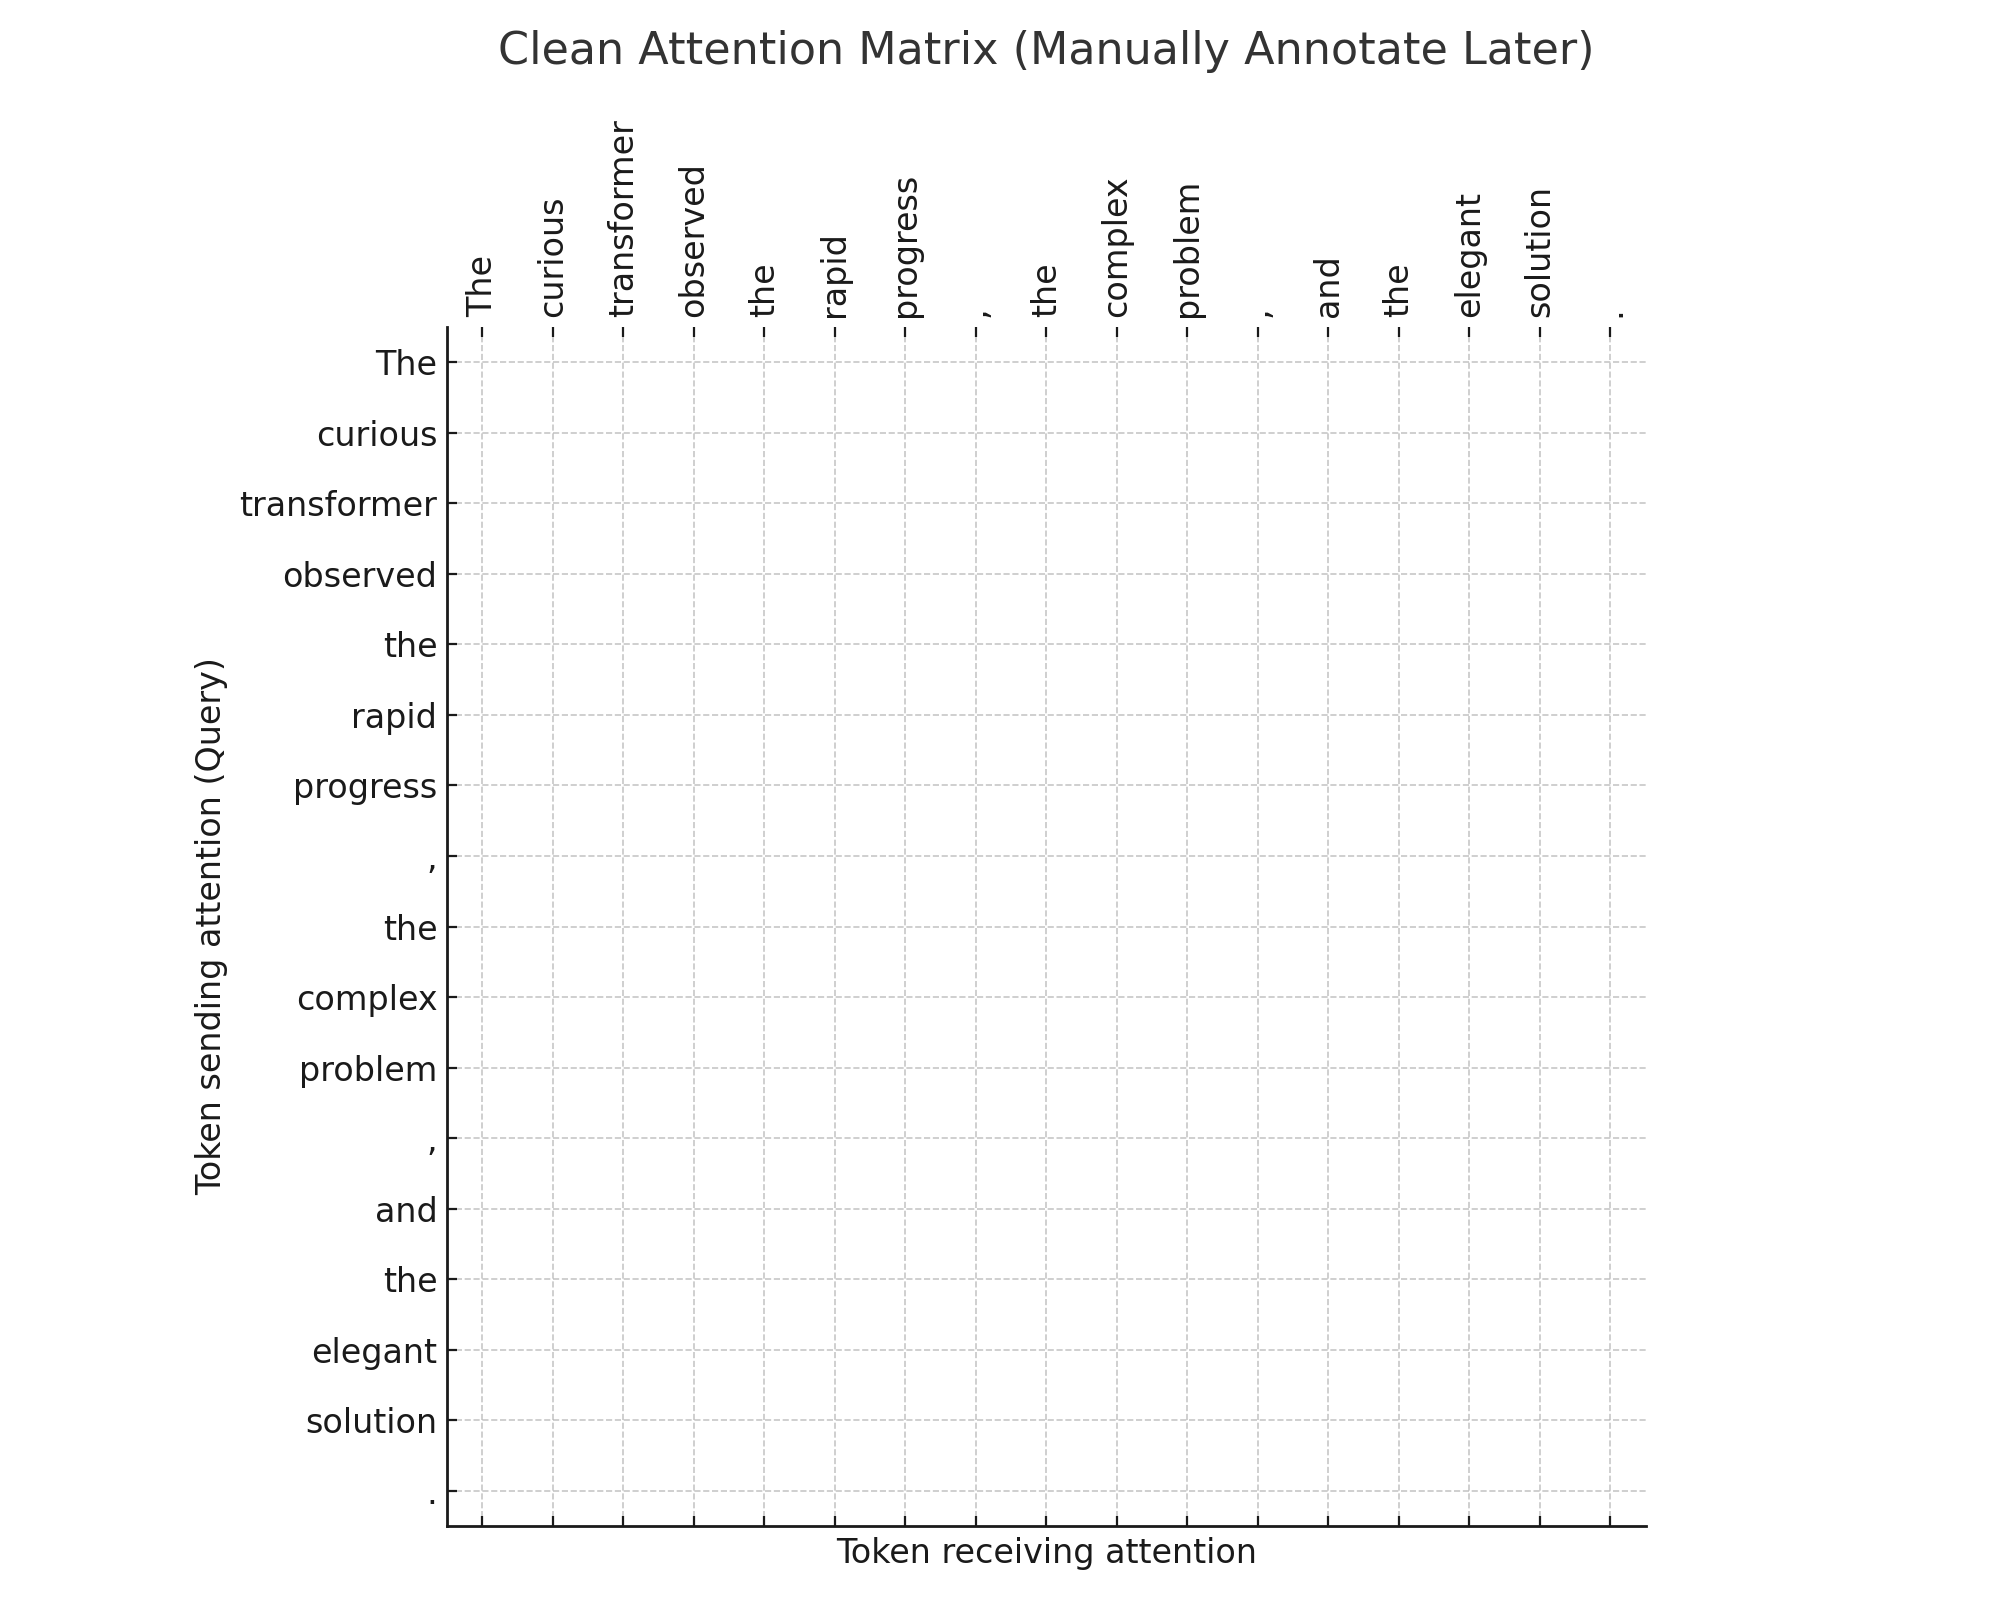 Clean Attention Matrix (Manually Annotate Later)
The
curious
transformer
observed
the
rapid
progress
,
the
complex
problem
,
and
the
elegant
solution
.
Token sending attention (Query)
The
curious
transformer
observed
the
rapid
progress
,
the
complex
problem
,
and
the
elegant
solution
.
Token receiving attention